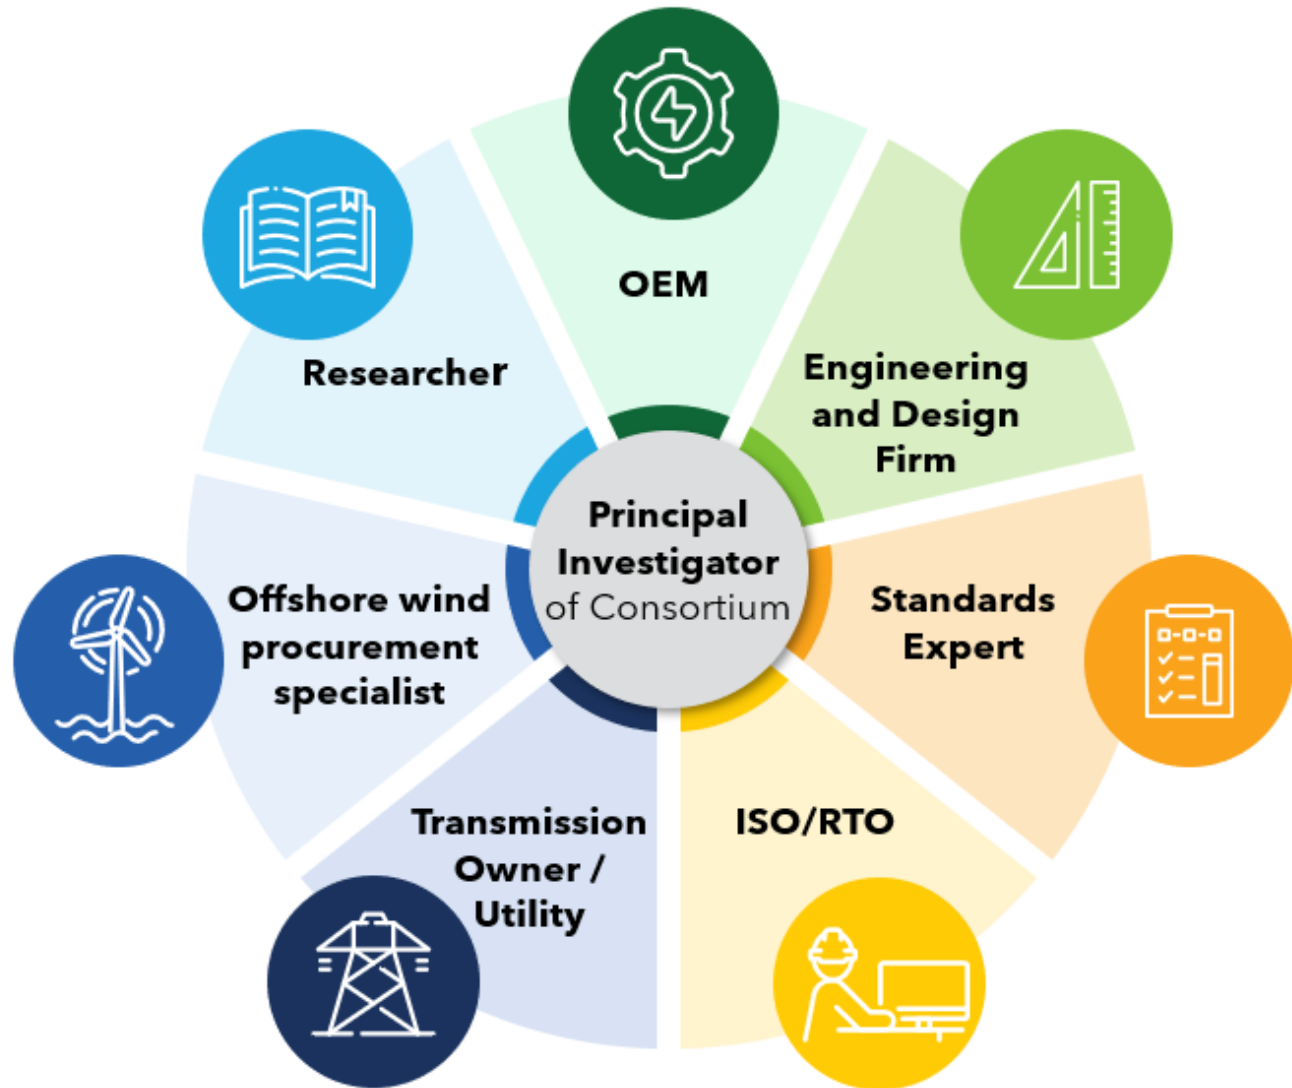 OEM
Engineering
and Design
Firm
Researcher
Principal
Investigator
of Consortium
Offshore wind
procurement
specialist
Standards
Expert
Transmission
Owner /
Utility
ISO/RTO